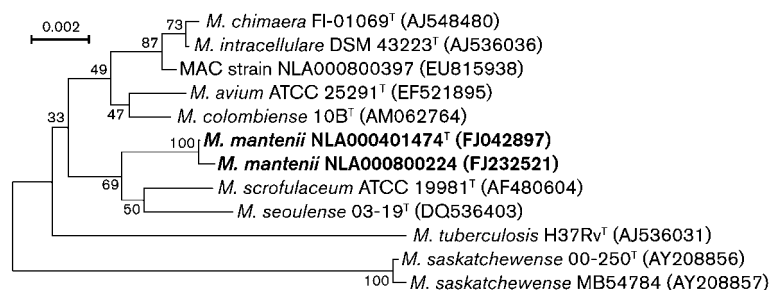 0.002
73
M. chimaera FI-01069ᵀ (AJ548480)
87
M. intracellulare DSM 43223ᵀ (AJ536036)
49
MAC strain NLA000800397 (EU815938)
M. avium ATCC 25291ᵀ (EF521895)
47
M. colombiense 10Bᵀ (AM062764)
33
100
M. mantenii NLA000401474ᵀ (FJ042897)
M. mantenii NLA000800224 (FJ232521)
69
M. scrofulaceum ATCC 19981ᵀ (AF480604)
50
M. seoulense 03-19ᵀ (DQ536403)
M. tuberculosis H37Rvᵀ (AJ536031)
M. saskatchewense 00-250ᵀ (AY208856)
100
M. saskatchewense MB54784 (AY208857)